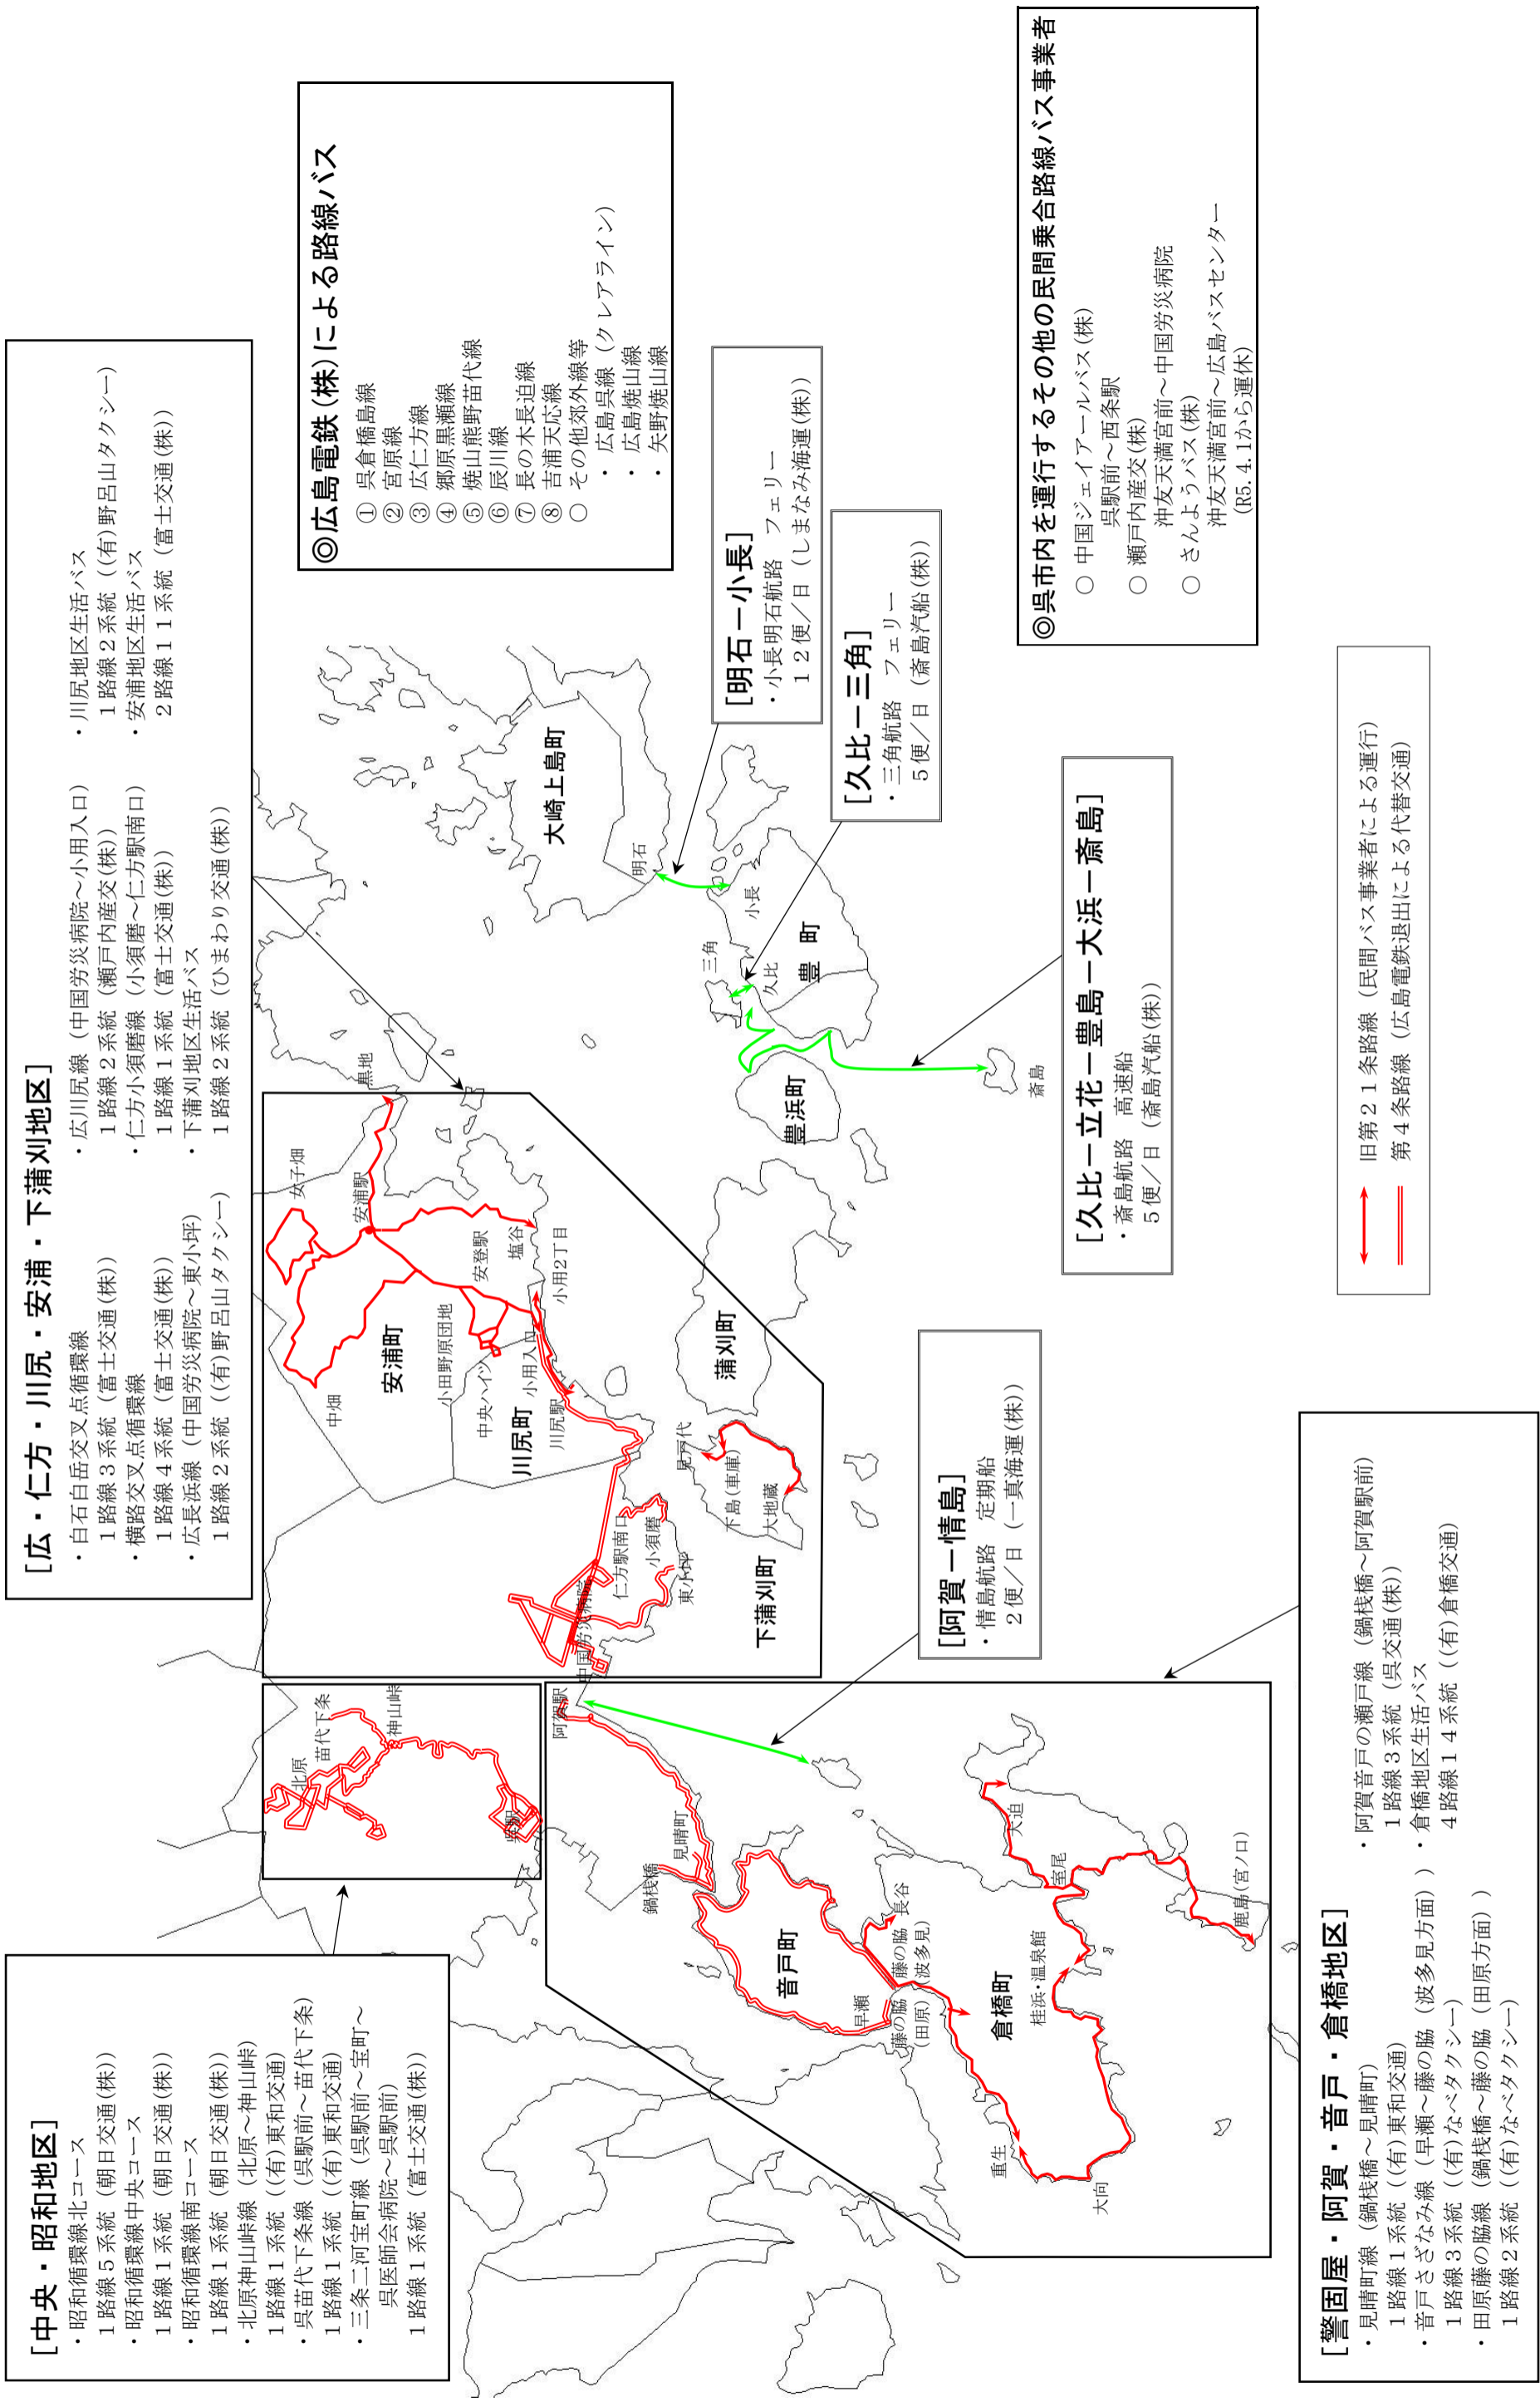 [中央・昭和地区]
・昭和循環線北コース
１路線５系統（朝日交通(株)）
・昭和循環線中央コース
１路線１系統（朝日交通(株)）
・昭和循環線南コース
１路線１系統（朝日交通(株)）
・北原神山峠線（北原～神山峠）
１路線１系統（(有)東和交通）
・呉苗代下条線（呉駅前～苗代下条）
１路線１系統（(有)東和交通）
・三条二河宝町線（呉駅前～宝町～
呉医師会病院～呉駅前）
１路線１系統（富士交通(株)）
[広・仁方・川尻・安浦・下蒲刈地区]
・白石白岳交叉点循環線
１路線３系統（富士交通(株)）
・横路交叉点循環線
１路線４系統（富士交通(株)）
・広長浜線（中国労災病院～東小坪）
１路線２系統（(有)野呂山タクシー）
・広川尻線（中国労災病院～小用入口）
１路線２系統（瀬戸内産交(株)）
・仁方小須磨線（小須磨～仁方駅南口）
１路線１系統（富士交通(株)）
・下蒲刈地区生活バス
１路線２系統（ひまわり交通(株)）
・川尻地区生活バス
１路線２系統（(有)野呂山タクシー）
・安浦地区生活バス
２路線１１系統（富士交通(株)）
◎広島電鉄(株)による路線バス
① 呉倉橋島線
② 宮原線
③ 広仁方線
④ 郷原黒瀬線
⑤ 焼山熊野苗代線
⑥ 辰川線
⑦ 長の木長迫線
⑧ 吉浦天応線
○ その他郊外線等
・ 広島呉線（クレアライン）
・ 広島焼山線
・ 矢野焼山線
北原
苗代下条
神山峠
呉駅
女子畑
黒地
安浦駅
中畑
安浦町
小田野原団地
安登駅
塩谷
中央ハイツ
小用入口
小用2丁目
川尻町
川尻駅
中国労災病院
仁方駅南口
小須磨
東小坪
見戸代
下島(車庫)
大地蔵
下蒲刈町
蒲刈町
大崎上島町
明石
三角
小長
久比
豊 町
豊浜町
斎島
[明石－小長]
・小長明石航路 フェリー
１２便／日（しまなみ海運(株)）
[久比－三角]
・三角航路 フェリー
５便／日（斎島汽船(株)）
[久比－立花－豊島－大浜－斎島]
・斎島航路 高速船
５便／日（斎島汽船(株)）
[阿賀－情島]
・情島航路 定期船
２便／日（一真海運(株)）
阿賀駅
鍋桟橋
見晴町
音戸町
早瀬
藤の脇
(田原)
藤の脇
(波多見)
長谷
倉橋町
桂浜・温泉館
重生
大向
室尾
大迫
鹿島(宮ノ口)
◎呉市内を運行するその他の民間乗合路線バス事業者
○ 中国ジェイアールバス(株)
呉駅前～西条駅
○ 瀬戸内産交(株)
沖友天満宮前～中国労災病院
○ さんようバス(株)
沖友天満宮前～広島バスセンター
(R5.4.1から運休)
旧第２１条路線（民間バス事業者による運行）
第４条路線（広島電鉄退出による代替交通）
[警固屋・阿賀・音戸・倉橋地区]
・見晴町線（鍋桟橋～見晴町）
１路線１系統（(有)東和交通）
・音戸さざなみ線（早瀬～藤の脇（波多見方面））
１路線３系統（(有)なべタクシー）
・田原藤の脇線（鍋桟橋～藤の脇（田原方面））
１路線２系統（(有)なべタクシー）
・阿賀音戸の瀬戸線（鍋桟橋～阿賀駅前）
１路線３系統（呉交通(株)）
・倉橋地区生活バス
４路線１４系統（(有)倉橋交通）